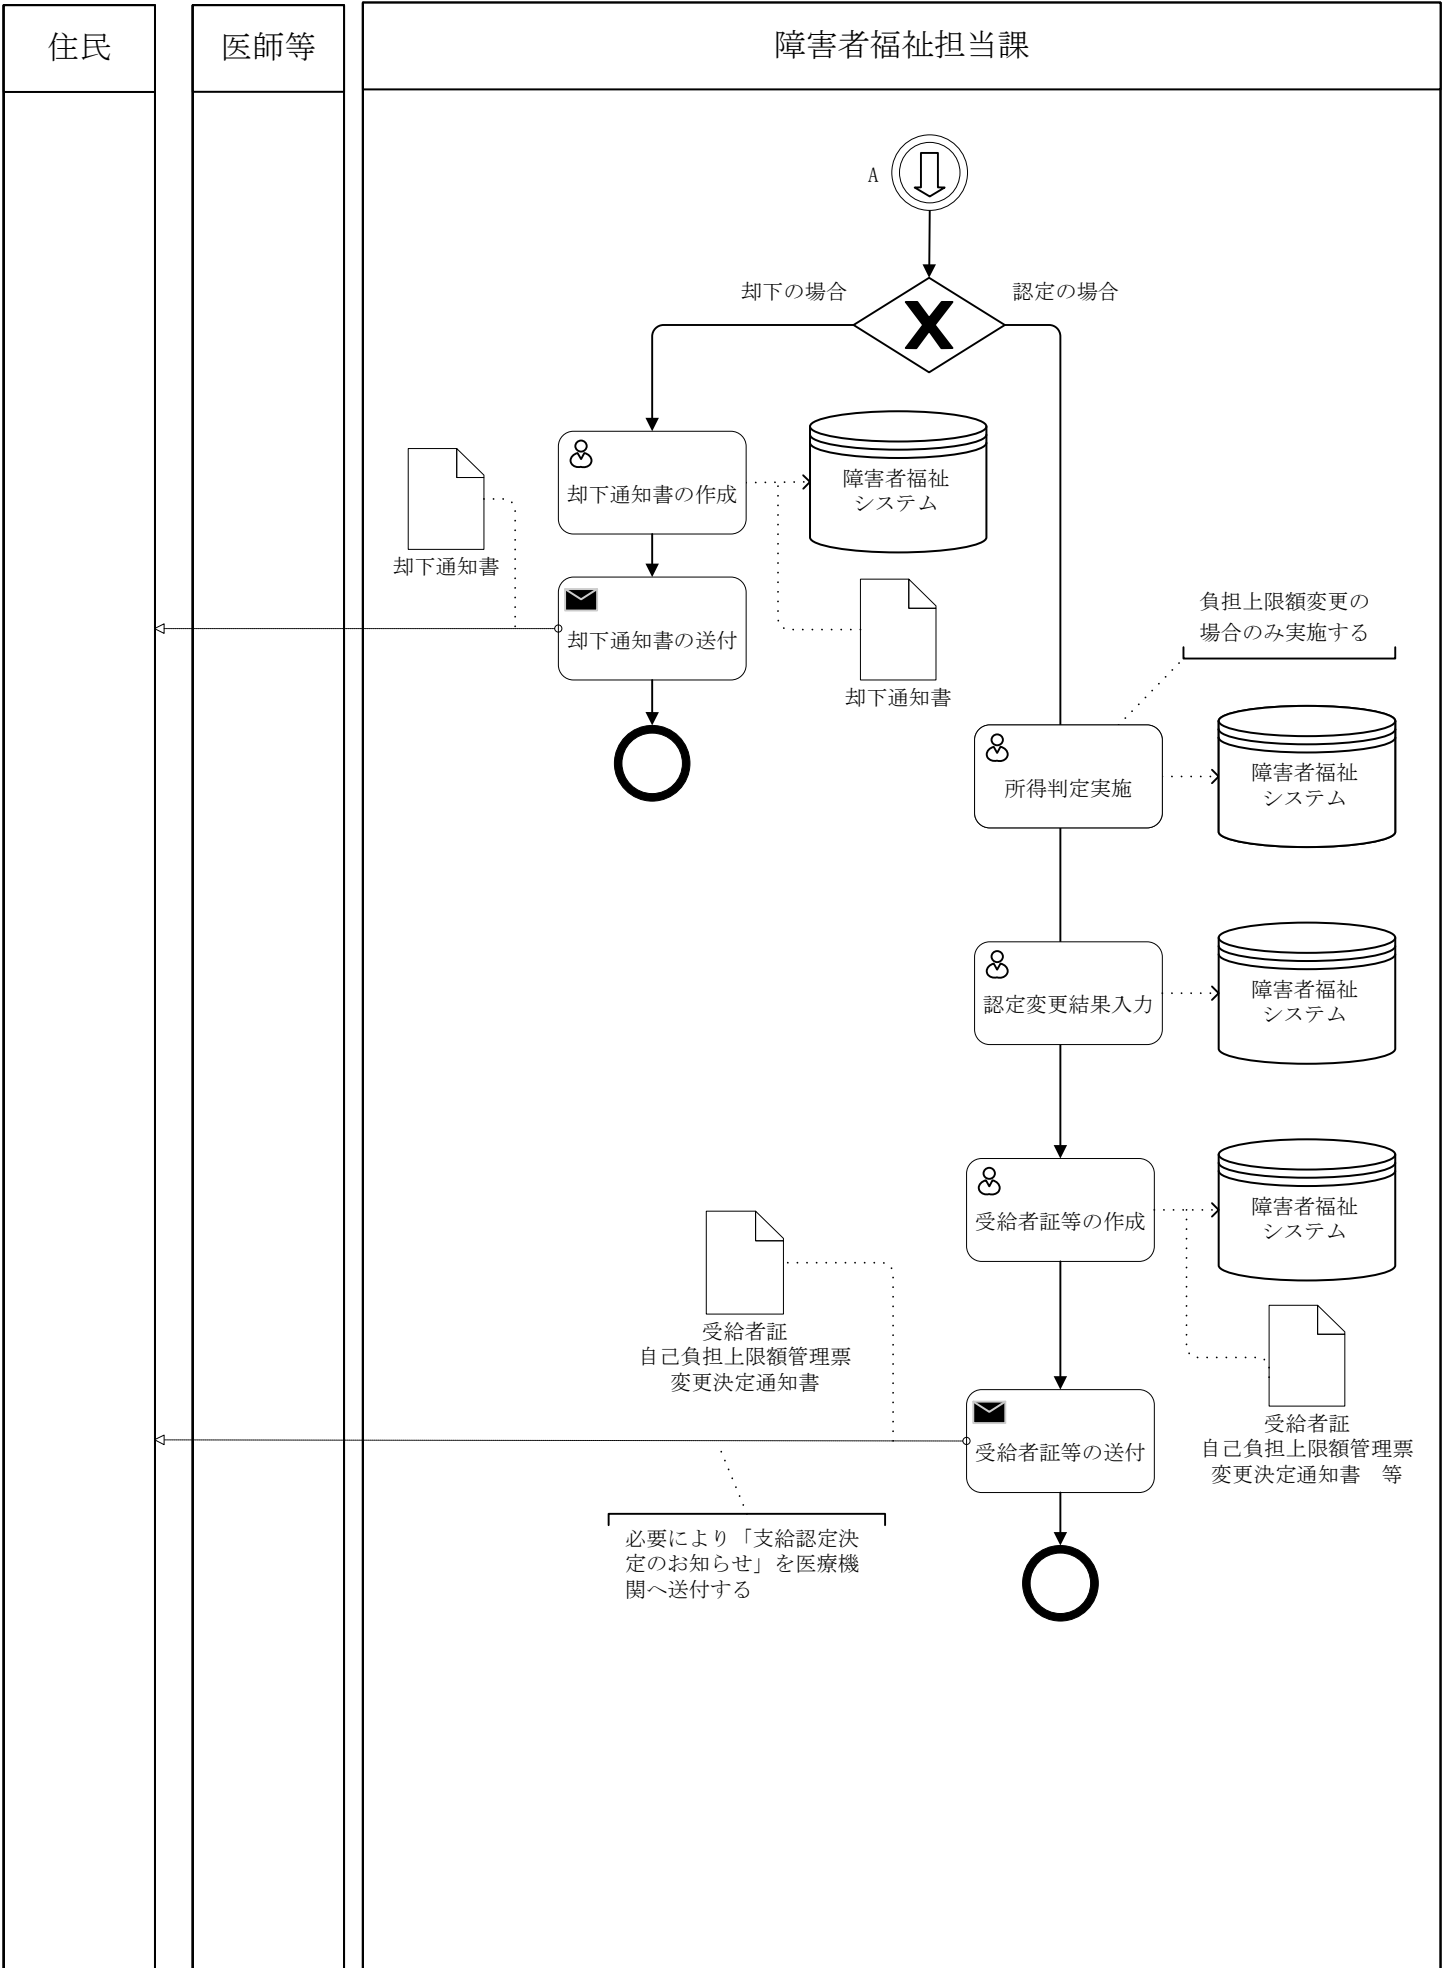 住民
医師等
障害者福祉担当課
A
却下の場合
認定の場合
却下通知書の作成
障害者福祉
システム
却下通知書
却下通知書の送付
却下通知書
負担上限額変更の
場合のみ実施する
所得判定実施
障害者福祉
システム
認定変更結果入力
障害者福祉
システム
受給者証等の作成
障害者福祉
システム
受給者証
自己負担上限額管理票
変更決定通知書
受給者証
自己負担上限額管理票
変更決定通知書　等
受給者証等の送付
必要により「支給認定決
定のお知らせ」を医療機
関へ送付する